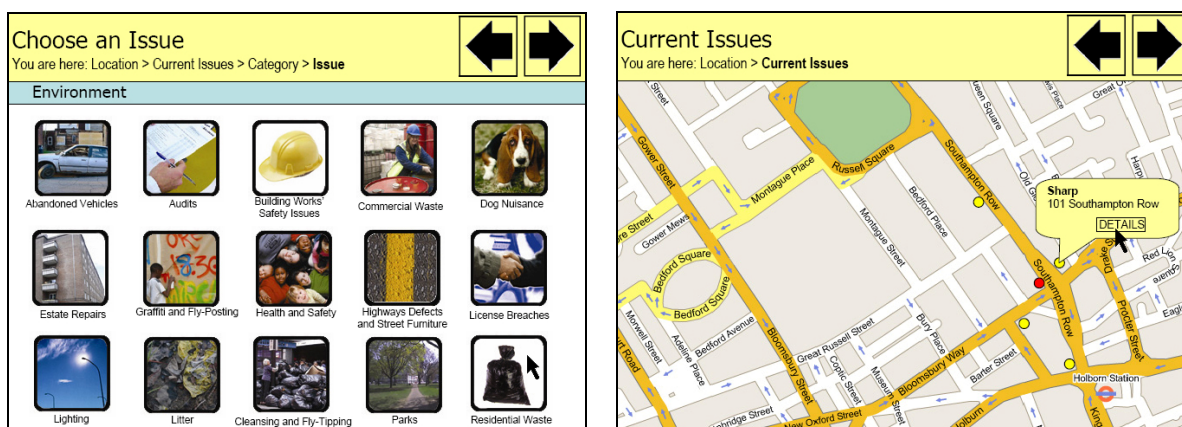 Choose an Issue
You are here: Location > Current Issues > Category > Issue
Environment
Abandoned Vehicles
Audits
Building Works'
Safety Issues
Commercial Waste
Dog Nuisance
Estate Repairs
Graffiti and Fly-Posting
Health and Safety
Highways Defects
and Street Furniture
License Breaches
Lighting
Litter
Cleansing and Fly-Tipping
Parks
Residential Waste
Current Issues
You are here: Location > Current Issues
Gower Street
Russell Square
Southampton Row
Montague Place
Sharp
101 Southampton Row
DETAILS
Gower Mews
Bedford Place
Montague Street
Bedford Square
Bedford Square
Southampton Row
Red Lion
Square
Procter Street
Morwell Street
Adeline Place
Bedford Avenue
Bloomsbury Street
Great Russell Street
Bury Place
Coptic Street
Museum Street
Bloomsbury Way
Barter Street
Holborn Station
New Oxford Street